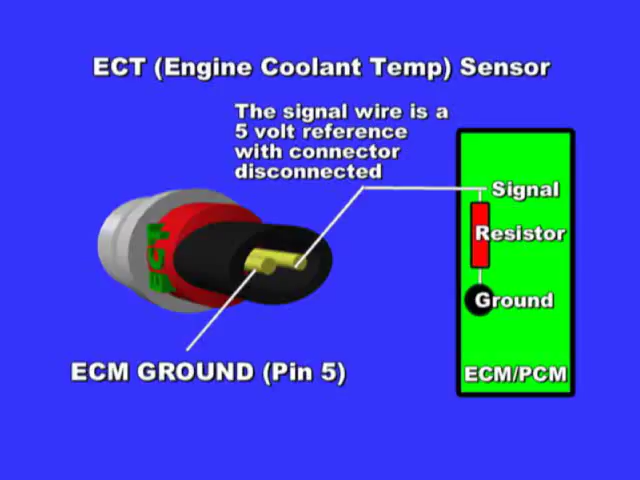 ECT (Engine Coolant Temp) Sensor
The signal wire is a
5 volt reference
with connector
disconnected
Signal
Resistor
ECT
Ground
ECM GROUND (Pin 5)
ECM/PCM